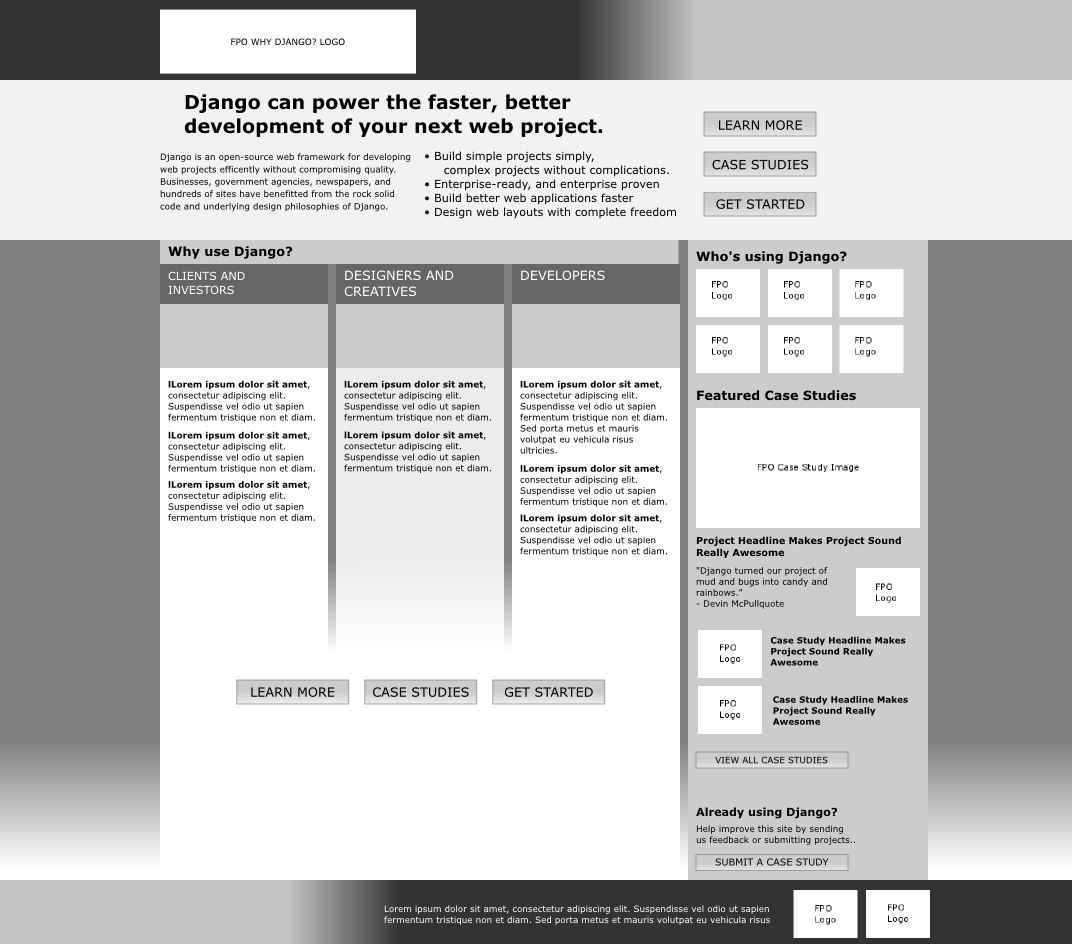 FPO WHY DJANGO? LOGO
Django can power the faster, better
development of your next web project.
Django is an open-source web framework for developing
web projects efficently without compromising quality.
Businesses, government agencies, newspapers, and
hundreds of sites have benefitted from the rock solid
code and underlying design philosophies of Django.
• Build simple projects simply,
complex projects without complications.
• Enterprise-ready, and enterprise proven
• Build better web applications faster
• Design web layouts with complete freedom
LEARN MORE
CASE STUDIES
GET STARTED
Why use Django?
CLIENTS AND
INVESTORS
lLorem ipsum dolor sit amet,
consectetur adipiscing elit.
Suspendisse vel odio ut sapien
fermentum tristique non et diam.
lLorem ipsum dolor sit amet,
consectetur adipiscing elit.
Suspendisse vel odio ut sapien
fermentum tristique non et diam.
lLorem ipsum dolor sit amet,
consectetur adipiscing elit.
Suspendisse vel odio ut sapien
fermentum tristique non et diam.
DESIGNERS AND
CREATIVES
lLorem ipsum dolor sit amet,
consectetur adipiscing elit.
Suspendisse vel odio ut sapien
fermentum tristique non et diam.
lLorem ipsum dolor sit amet,
consectetur adipiscing elit.
Suspendisse vel odio ut sapien
fermentum tristique non et diam.
DEVELOPERS
lLorem ipsum dolor sit amet,
consectetur adipiscing elit.
Suspendisse vel odio ut sapien
fermentum tristique non et diam.
Sed porta metus et mauris
volutpat eu vehicula risus
ultricies.
lLorem ipsum dolor sit amet,
consectetur adipiscing elit.
Suspendisse vel odio ut sapien
fermentum tristique non et diam.
lLorem ipsum dolor sit amet,
consectetur adipiscing elit.
Suspendisse vel odio ut sapien
fermentum tristique non et diam.
LEARN MORE
CASE STUDIES
GET STARTED
Who's using Django?
FPO
Logo
FPO
Logo
FPO
Logo
FPO
Logo
FPO
Logo
FPO
Logo
Featured Case Studies
FPO Case Study Image
Project Headline Makes Project Sound
Really Awesome
"Django turned our project of
mud and bugs into candy and
rainbows."
- Devin McPullquote
FPO
Logo
FPO
Logo
Case Study Headline Makes
Project Sound Really
Awesome
FPO
Logo
Case Study Headline Makes
Project Sound Really
Awesome
VIEW ALL CASE STUDIES
Already using Django?
Help improve this site by sending
us feedback or submitting projects..
SUBMIT A CASE STUDY
Lorem ipsum dolor sit amet, consectetur adipiscing elit. Suspendisse vel odio ut sapien
fermentum tristique non et diam. Sed porta metus et mauris volutpat eu vehicula risus
FPO
Logo
FPO
Logo